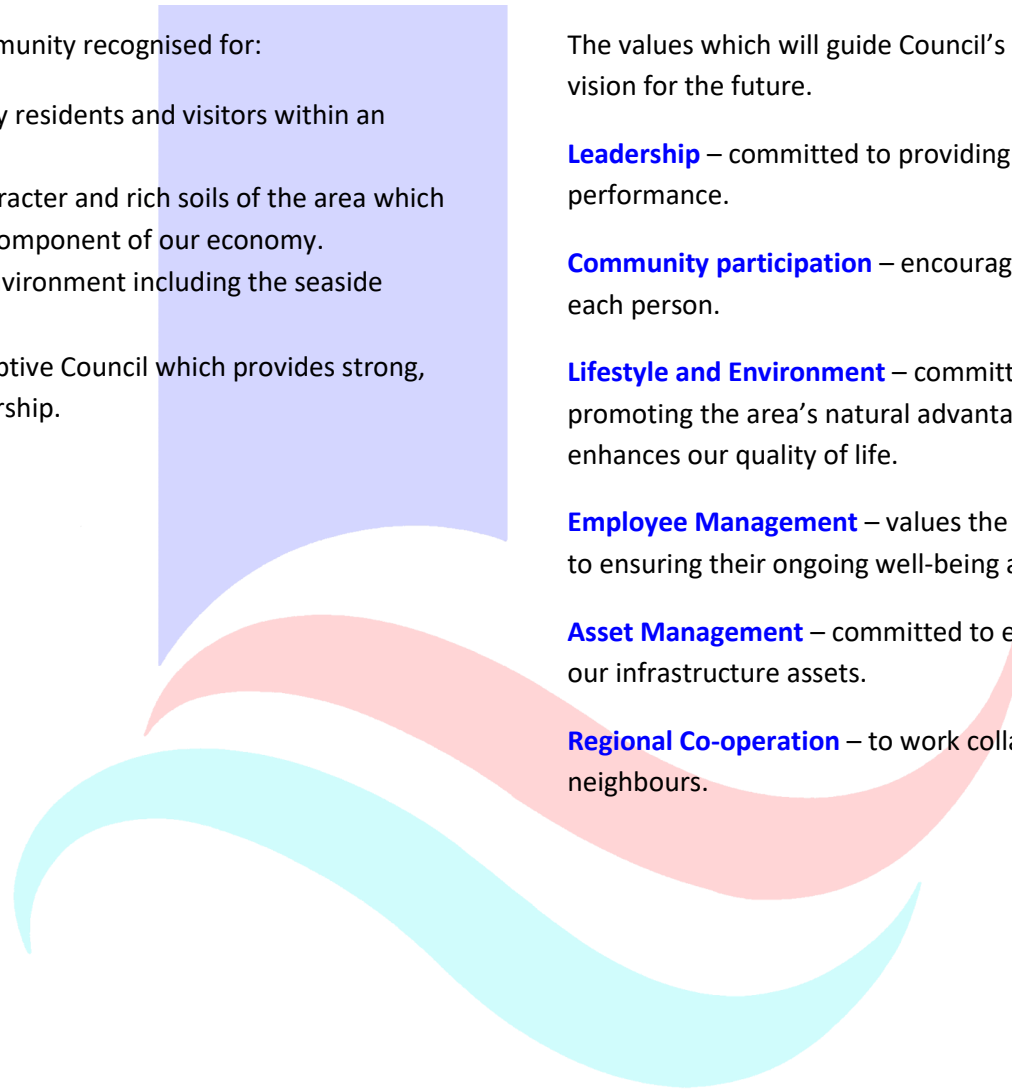 munity recognised for:
y residents and visitors within an
racter and rich soils of the area which
omponent of our economy.
vironment including the seaside
ptive Council which provides strong,
rship.
The values which will guide Council's
vision for the future.
Leadership – committed to providing
performance.
Community participation – encourag
each person.
Lifestyle and Environment – committ
promoting the area's natural advanta
enhances our quality of life.
Employee Management – values the
to ensuring their ongoing well-being a
Asset Management – committed to e
our infrastructure assets.
Regional Co-operation – to work colla
neighbours.